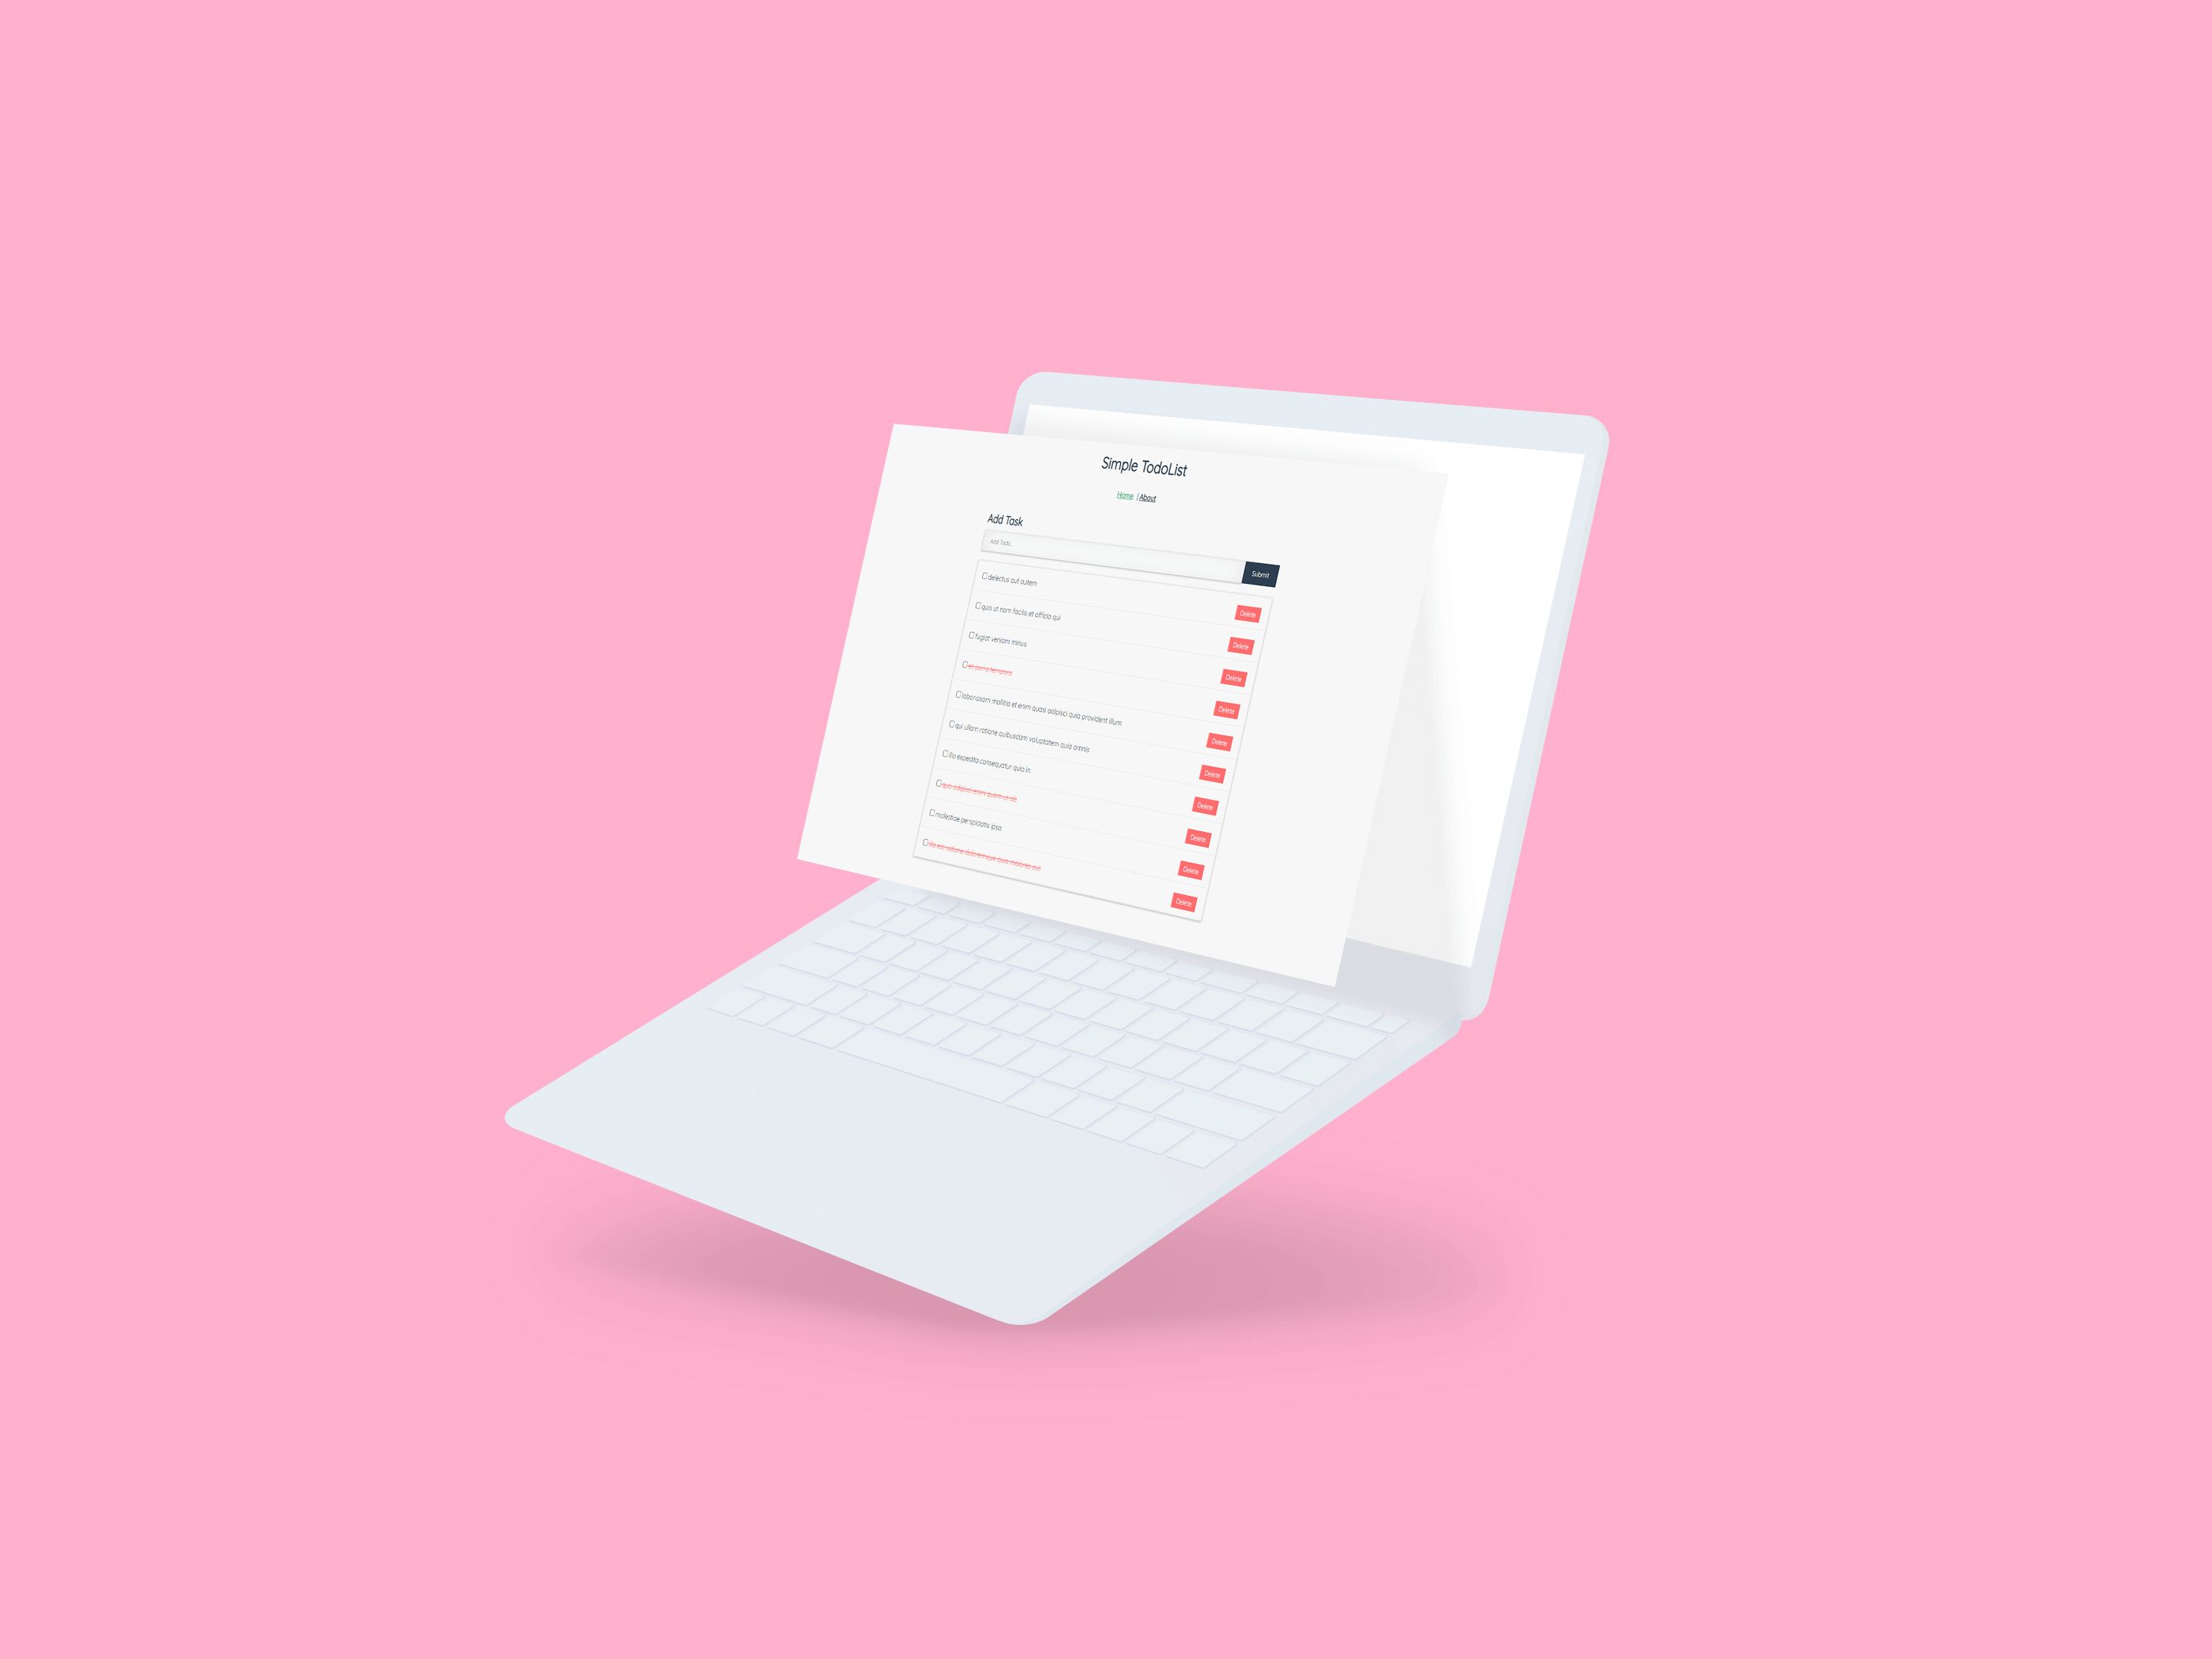 Simple TodoList
Home | About
Add Task
Add Todo..
Submit
delectus aut autem Delete
quis ut nam facilis et officia qui Delete
fugiat veniam minus Delete
et porro tempora Delete
laboriosam mollitia et enim quasi adipisci quia provident illum Delete
qui ullam ratione quibusdam voluptatem quia omnis Delete
illo expedita consequatur quia in Delete
quo adipisci enim quam ut ab Delete
molestiae perspiciatis ipsa Delete
illo est ratione doloremque quia maiores aut Delete